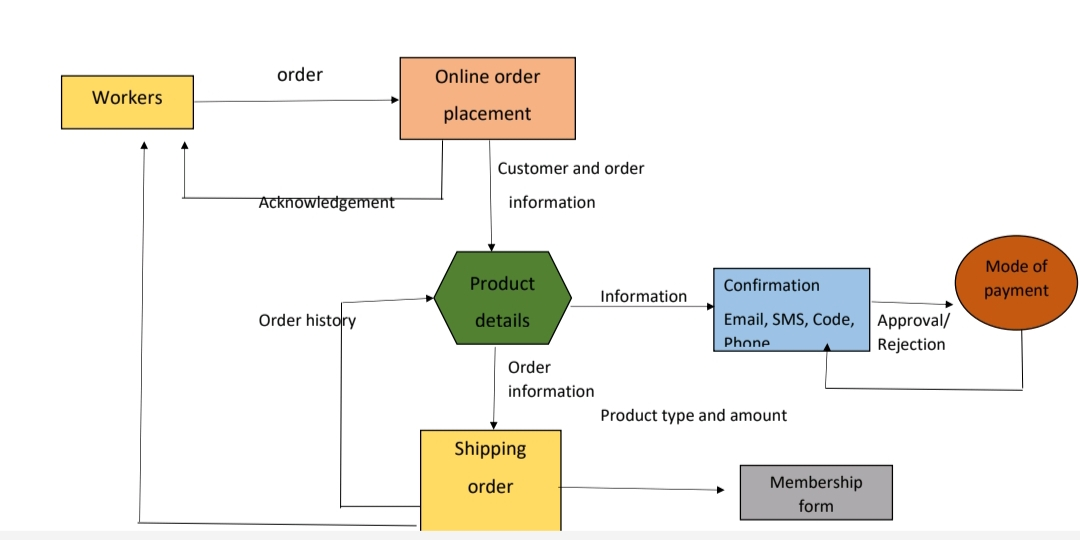 order
Workers
Online order
placement
Customer and order
information
Acknowledgement
Product
details
Order history
Information
Confirmation
Email, SMS, Code,
Phone
Mode of
payment
Approval/
Rejection
Order
information
Product type and amount
Shipping
order
Membership
form